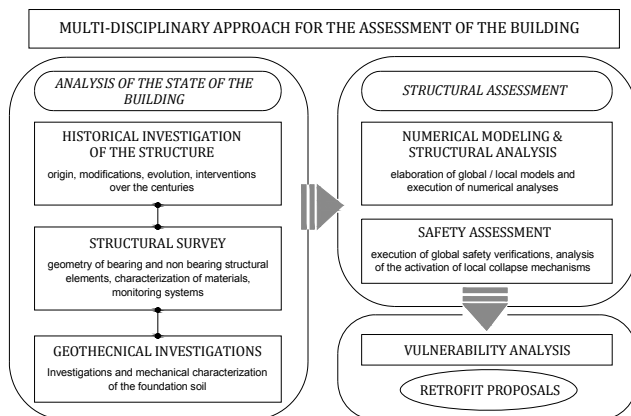 MULTI-DISCIPLINARY APPROACH FOR THE ASSESSMENT OF THE BUILDING
ANALYSIS OF THE STATE OF THE
BUILDING
HISTORICAL INVESTIGATION
OF THE STRUCTURE
origin, modifications, evolution, interventions
over the centuries
STRUCTURAL SURVEY
geometry of bearing and non bearing structural
elements, characterization of materials,
monitoring systems
GEOTHECNICAL INVESTIGATIONS
Investigations and mechanical characterization
of the foundation soil
STRUCTURAL ASSESSMENT
NUMERICAL MODELING &
STRUCTURAL ANALYSIS
elaboration of global / local models and
execution of numerical analyses
SAFETY ASSESSMENT
execution of global safety verifications, analysis
of the activation of local collapse mechanisms
VULNERABILITY ANALYSIS
RETROFIT PROPOSALS